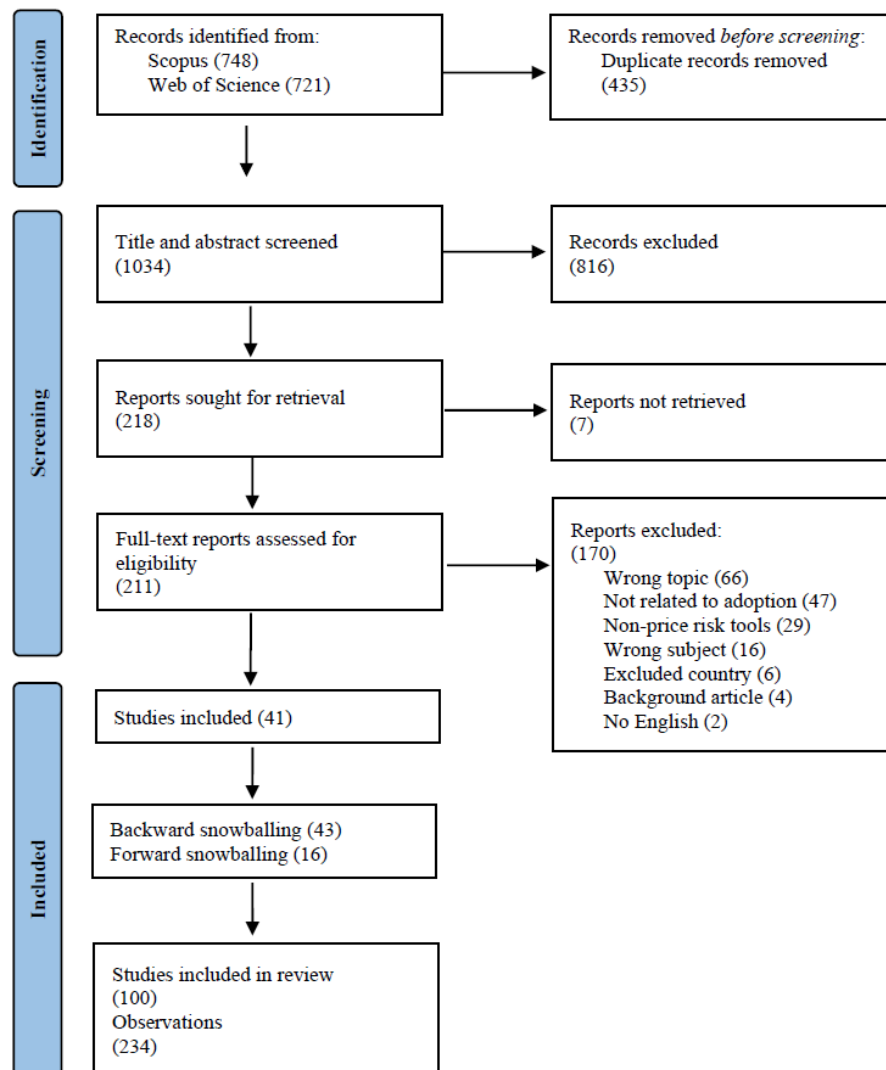 Identification
Records identified from:
Scopus (748)
Web of Science (721)
Records removed before screening:
Duplicate records removed
(435)
Screening
Title and abstract screened
(1034)
Records excluded
(816)
Reports sought for retrieval
(218)
Reports not retrieved
(7)
Full-text reports assessed for
eligibility
(211)
Reports excluded:
(170)
Wrong topic (66)
Not related to adoption (47)
Non-price risk tools (29)
Wrong subject (16)
Excluded country (6)
Background article (4)
No English (2)
Included
Studies included (41)
Backward snowballing (43)
Forward snowballing (16)
Studies included in review
(100)
Observations
(234)